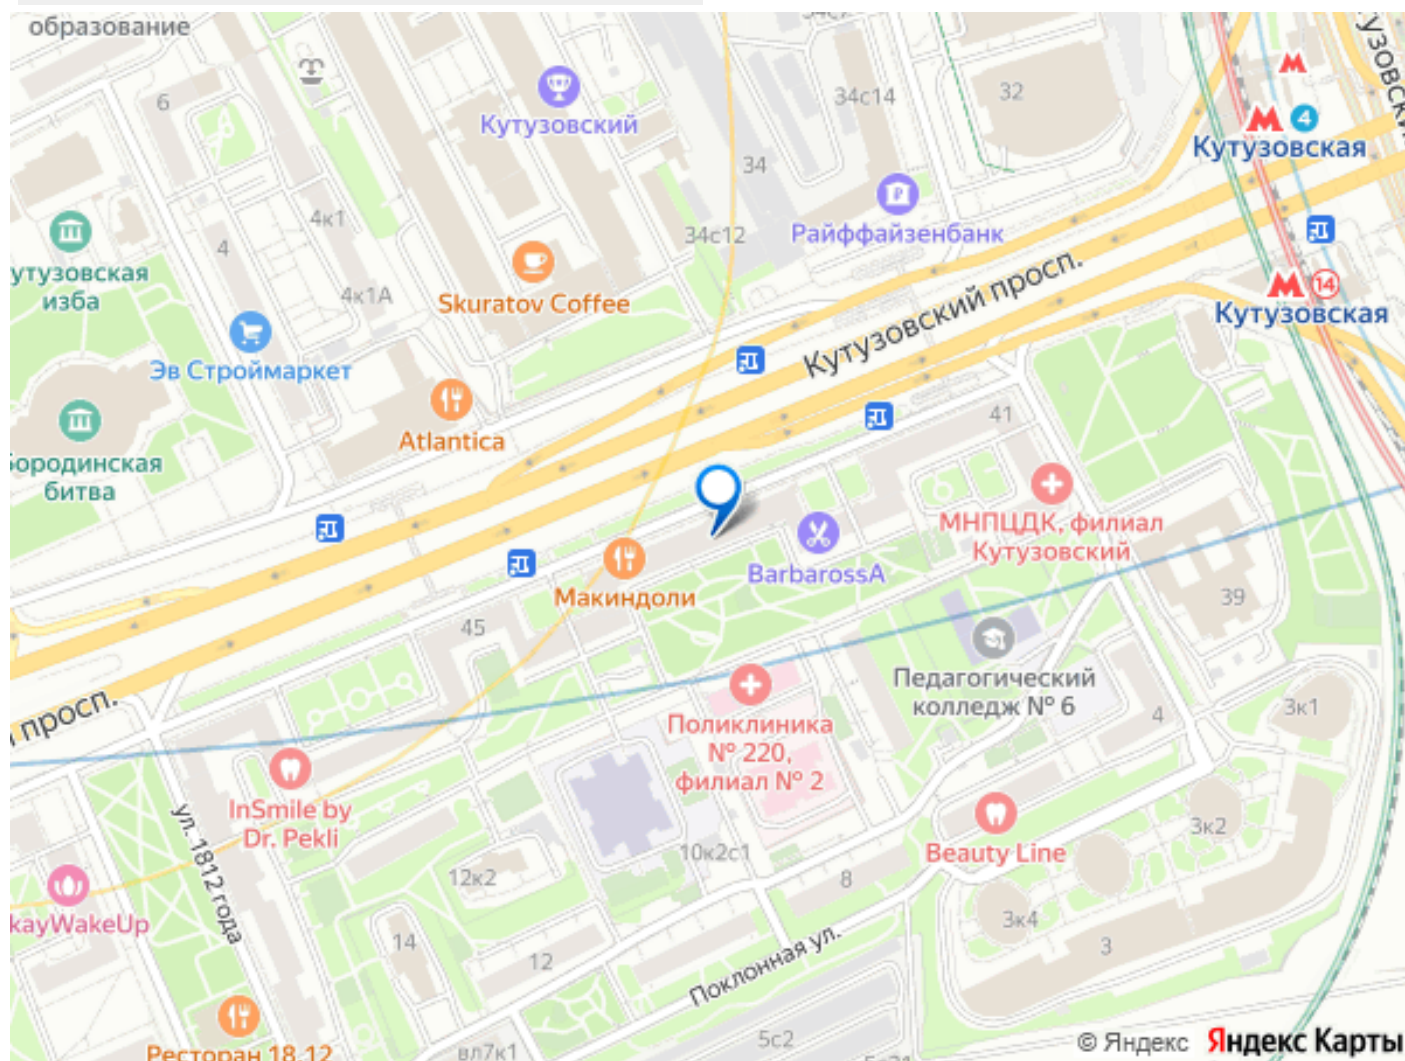 образование
6
Кутузовский
34с14
32
4
Кутузовская
34
4к1
4
34с12
Райффайзенбанк
утузовская
изба
4к1А
Skuratov Coffee
14
Кутузовская
Кутузовский просп.
Эв Строймаркет
Atlantica
41
ородинская
битва
МНПЦДК, филиал
Кутузовский
BarbarossA
Макиндоли
39
45
Педагогический
колледж № 6
просп.
4
3к1
Поликлиника
№ 220,
филиал № 2
InSmile by
Dr. Pekli
ул. 1812 года
3к2
Beauty Line
10к2с1
12к2
8
kayWakeUp
3к4
14
12
3
Поклонная ул.
5с2
вл7к1
Ресторан 18.12
© Яндекс Яндекс Карты